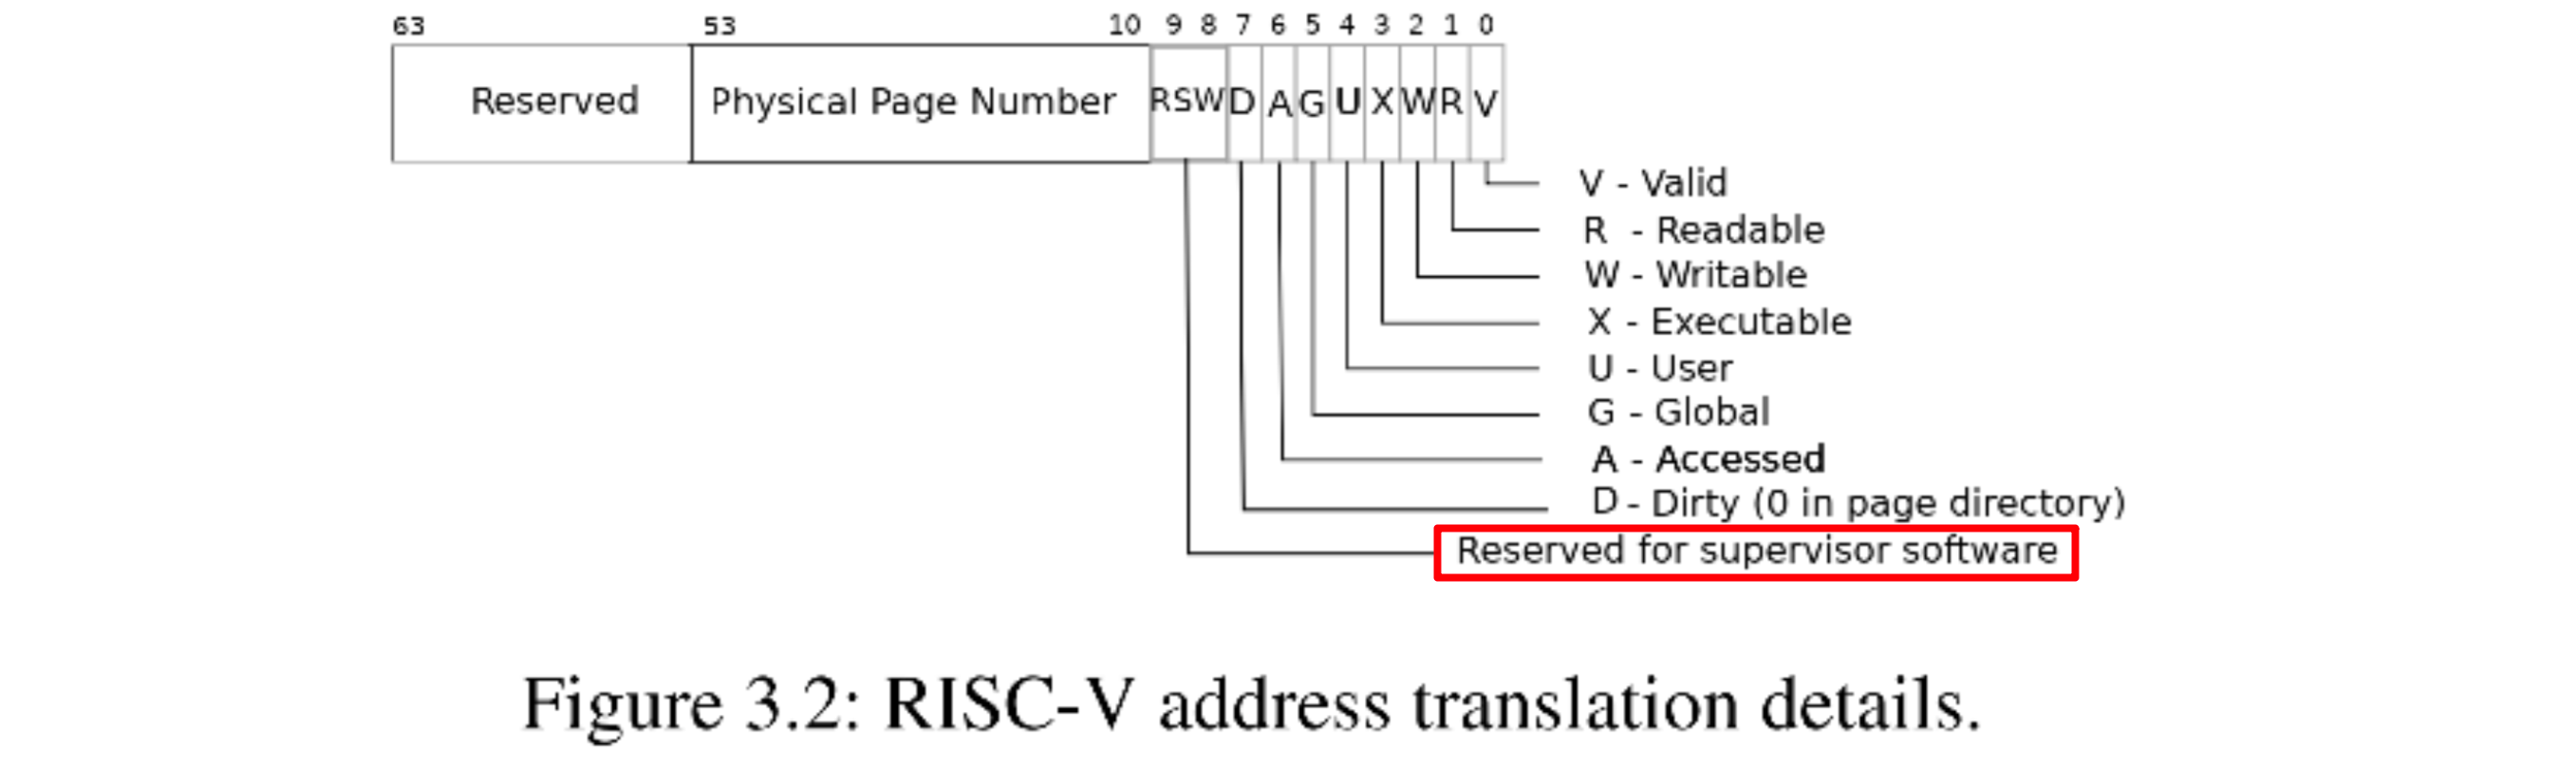 63 53 10 9 8 7 6 5 4 3 2 1 0
Reserved Physical Page Number RSW D A G U X W R V
V - Valid
R - Readable
W - Writable
X - Executable
U - User
G - Global
A - Accessed
D - Dirty (0 in page directory)
Reserved for supervisor software
Figure 3.2: RISC-V address translation details.